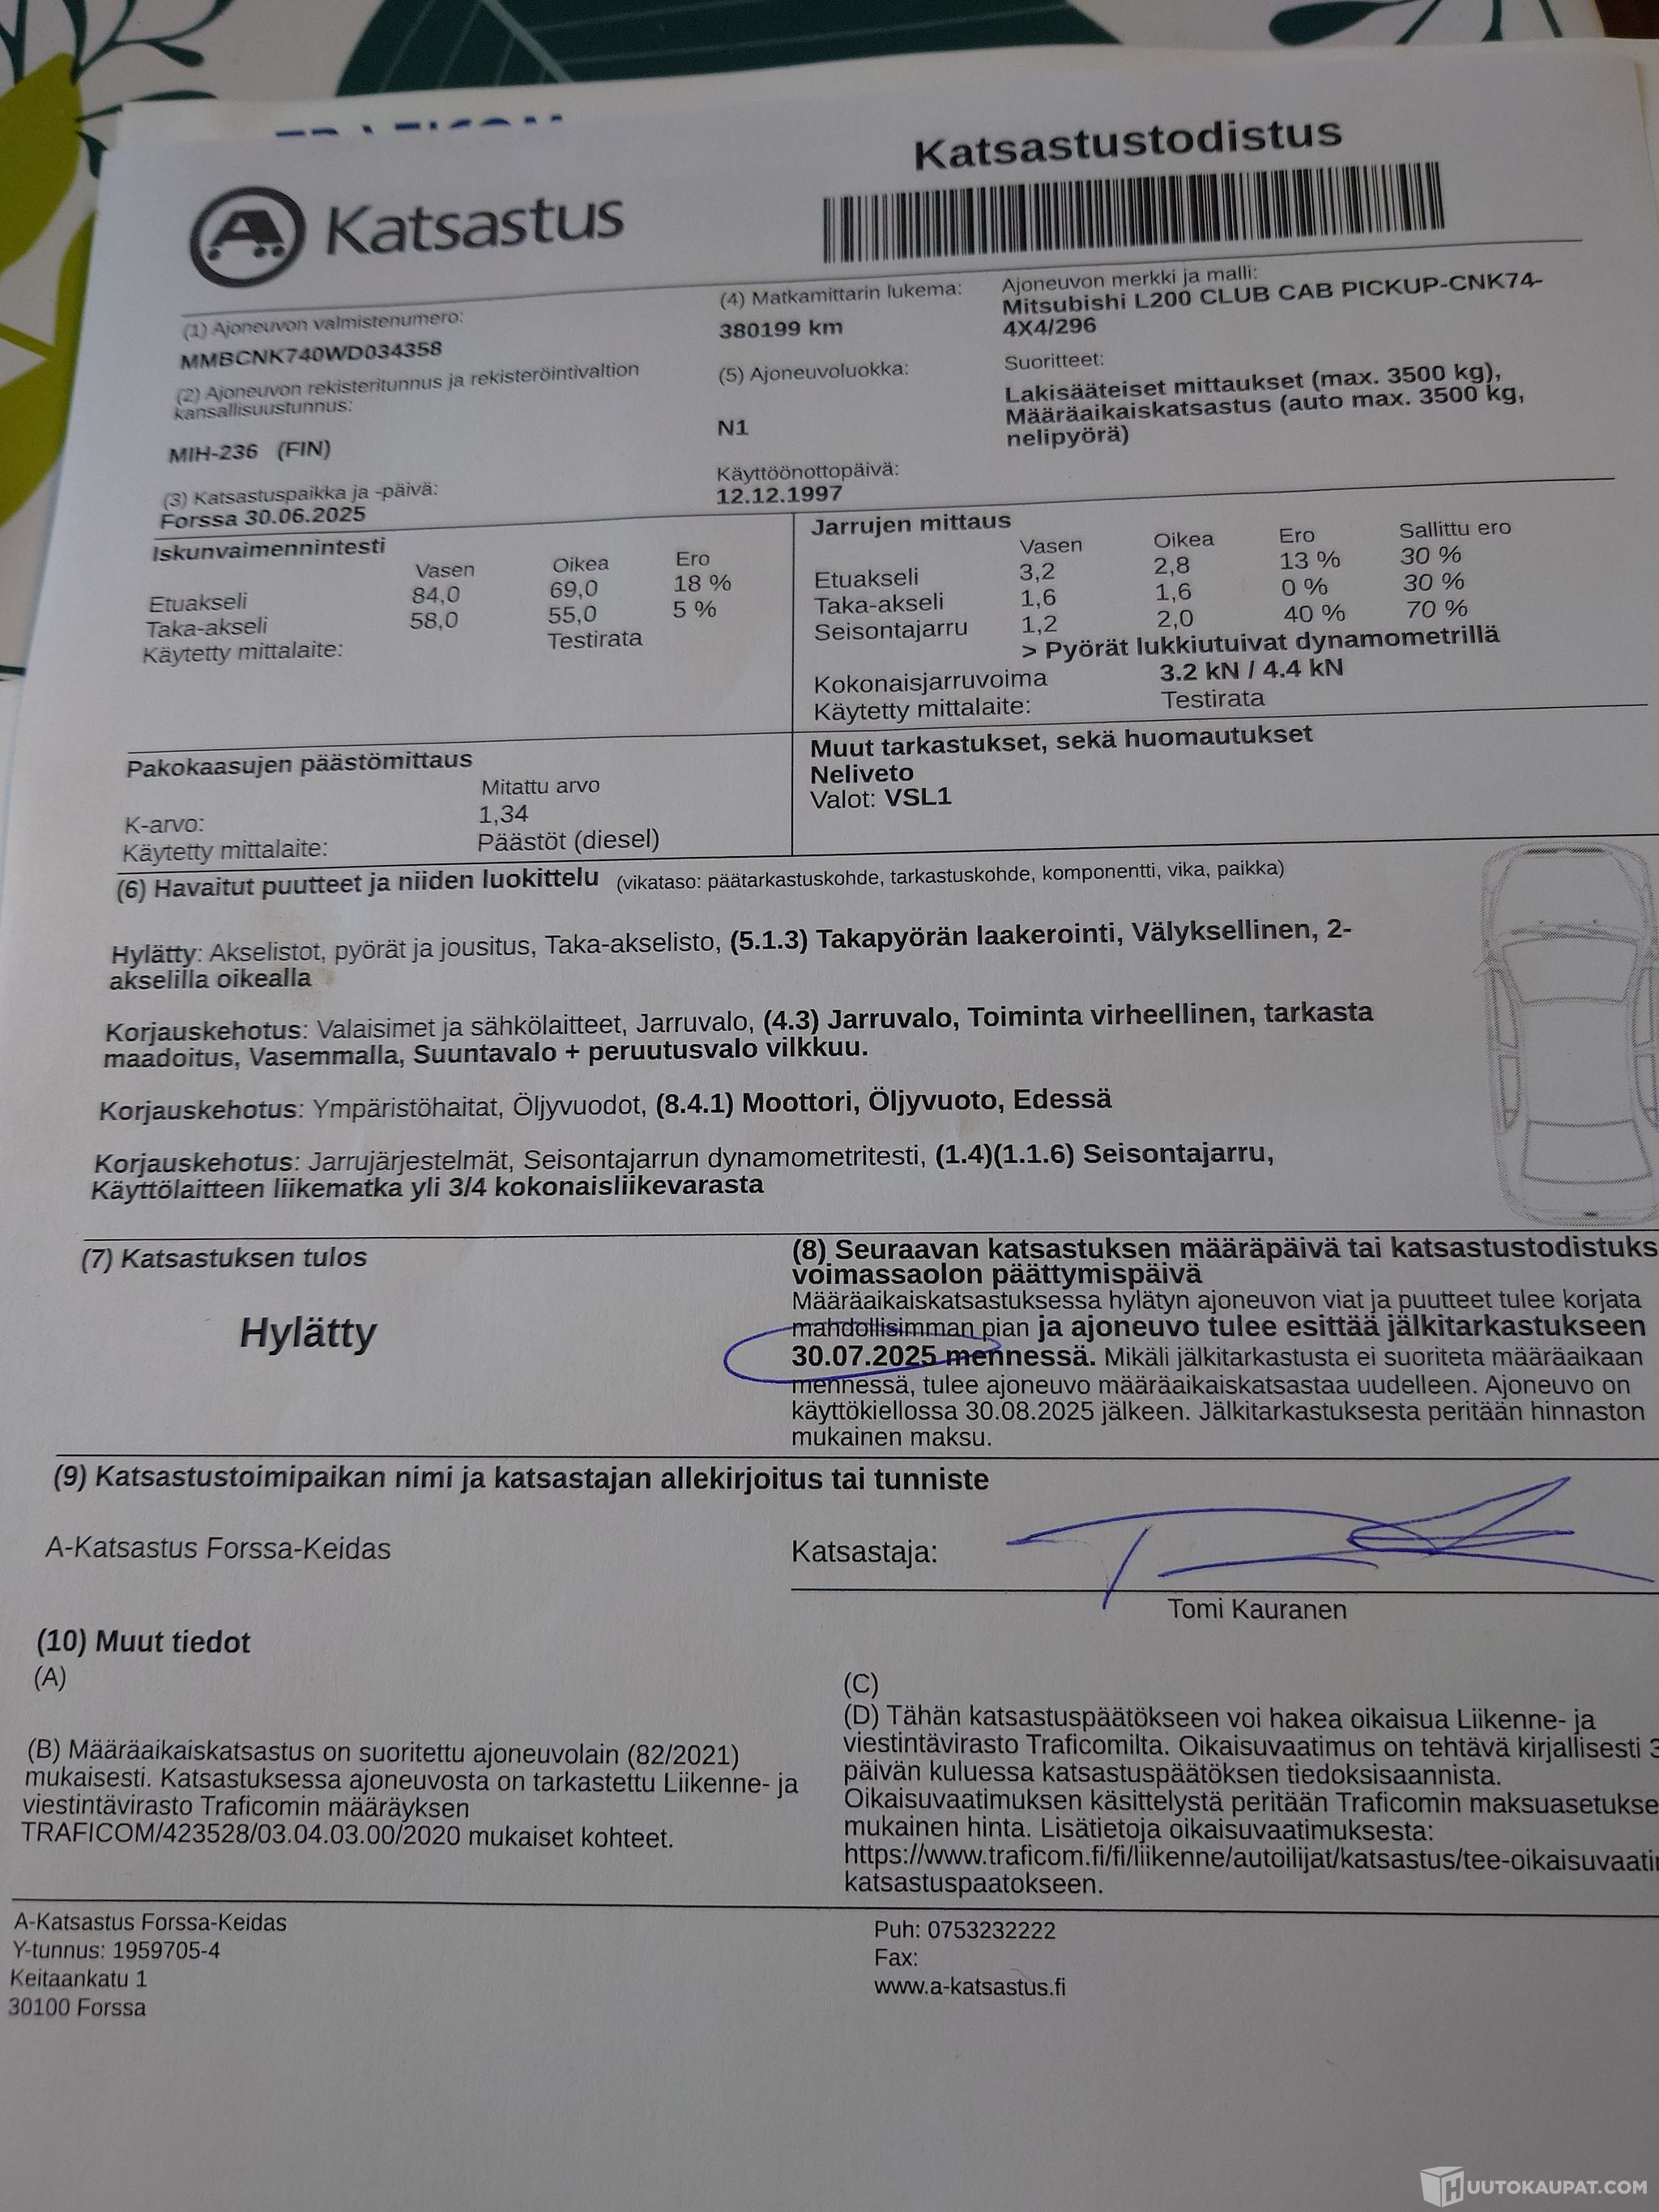 Katsastustodistus
A Katsastus
(1) Ajoneuvon valmistenumero:
MMBCNK740WD034358
(2) Ajoneuvon rekisteritunnus ja rekisteröintivaltion
kansallisuustunnus:
MIH-236 (FIN)
(3) Katsastuspaikka ja -päivä:
Forssa 30.06.2025
(4) Matkamittarin lukema:
380199 km
(5) Ajoneuvoluokka:
N1
Käyttöönottopäivä:
12.12.1997
Ajoneuvon merkki ja malli:
Mitsubishi L200 CLUB CAB PICKUP-CNK74-
4X4/296
Suoritteet:
Lakisääteiset mittaukset (max. 3500 kg),
Määräaikaiskatsastus (auto max. 3500 kg,
nelipyörä)
Iskunvaimennintesti
Vasen Oikea Ero
Etuakseli 84,0 69,0 18 %
Taka-akseli 58,0 55,0 5 %
Käytetty mittalaite: Testirata
Jarrujen mittaus
Vasen Oikea Ero Sallittu ero
Etuakseli 3,2 2,8 13 % 30 %
Taka-akseli 1,6 1,6 0 % 30 %
Seisontajarru 1,2 2,0 40 % 70 %
> Pyörät lukkiutuivat dynamometrillä
Kokonaisjarruvoima 3.2 kN / 4.4 kN
Käytetty mittalaite: Testirata
Pakokaasujen päästömittaus
Mitattu arvo
K-arvo: 1,34
Käytetty mittalaite: Päästöt (diesel)
Muut tarkastukset, sekä huomautukset
Neliveto
Valot: VSL1
(6) Havaitut puutteet ja niiden luokittelu (vikataso: päätarkastuskohde, tarkastuskohde, komponentti, vika, paikka)
Hylätty: Akselistot, pyörät ja jousitus, Taka-akselisto, (5.1.3) Takapyörän laakerointi, Välyksellinen, 2-
akselilla oikealla
Korjauskehotus: Valaisimet ja sähkölaitteet, Jarruvalo, (4.3) Jarruvalo, Toiminta virheellinen, tarkasta
maadoitus, Vasemmalla, Suuntavalo + peruutusvalo vilkkuu.
Korjauskehotus: Ympäristöhaitat, Öljyvuodot, (8.4.1) Moottori, Öljyvuoto, Edessä
Korjauskehotus: Jarrujärjestelmät, Seisontajarrun dynamometritesti, (1.4)(1.1.6) Seisontajarru,
Käyttölaitteen liikematka yli 3/4 kokonaisliikevarasta
(7) Katsastuksen tulos
Hylätty
(8) Seuraavan katsastuksen määräpäivä tai katsastustodistuks
voimassaolon päättymispäivä
Määräaikaiskatsastuksessa hylätyn ajoneuvon viat ja puutteet tulee korjata
mahdollisimman pian ja ajoneuvo tulee esittää jälkitarkastukseen
30.07.2025 mennessä. Mikäli jälkitarkastusta ei suoriteta määräaikaan
mennessä, tulee ajoneuvo määräaikaiskatsastaa uudelleen. Ajoneuvo on
käyttökiellossa 30.08.2025 jälkeen. Jälkitarkastuksesta peritään hinnaston
mukainen maksu.
(9) Katsastustoimipaikan nimi ja katsastajan allekirjoitus tai tunniste
A-Katsastus Forssa-Keidas
Katsastaja:
Tomi Kauranen
(10) Muut tiedot
(A)
(B) Määräaikaiskatsastus on suoritettu ajoneuvolain (82/2021)
mukaisesti. Katsastuksessa ajoneuvosta on tarkastettu Liikenne- ja
viestintävirasto Traficomin määräyksen
TRAFICOM/423528/03.04.03.00/2020 mukaiset kohteet.
(C)
(D) Tähän katsastuspäätökseen voi hakea oikaisua Liikenne- ja
viestintävirasto Traficomilta. Oikaisuvaatimus on tehtävä kirjallisesti 3
päivän kuluessa katsastuspäätöksen tiedoksisaannista.
Oikaisuvaatimuksen käsittelystä peritään Traficomin maksuasetukse
mukainen hinta. Lisätietoja oikaisuvaatimuksesta:
https://www.traficom.fi/fi/liikenne/autoilijat/katsastus/tee-oikaisuvaatim
katsastuspaatokseen.
A-Katsastus Forssa-Keidas
Y-tunnus: 1959705-4
Keitaankatu 1
30100 Forssa
Puh: 0753232222
Fax:
www.a-katsastus.fi
HUUTOKAUPAT.COM